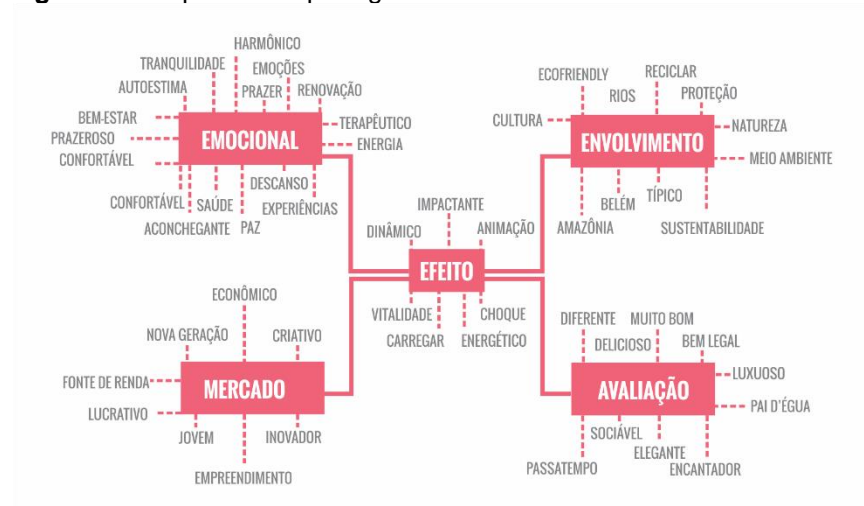 HARMÔNICO
TRANQUILIDADE
EMOÇÕES
AUTOESTIMA
PRAZER
RENOVAÇÃO
BEM-ESTAR
TERAPÊUTICO
PRAZEROSO
EMOCIONAL
ENERGIA
CONFORTÁVEL
DESCANSO
CONFORTÁVEL
SAÚDE
EXPERIÊNCIAS
ACONCHEGANTE
PAZ
ECOFRIENDLY
RECICLAR
RIOS
PROTEÇÃO
CULTURA
NATUREZA
ENVOLVIMENTO
MEIO AMBIENTE
TÍPICO
BELÉM
AMAZÔNIA
SUSTENTABILIDADE
IMPACTANTE
DINÂMICO
ANIMAÇÃO
EFEITO
VITALIDADE
CHOQUE
CARREGAR
ENERGÉTICO
ECONÔMICO
NOVA GERAÇÃO
CRIATIVO
FONTE DE RENDA
MERCADO
LUCRATIVO
JOVEM
INOVADOR
EMPREENDIMENTO
DIFERENTE
MUITO BOM
DELICIOSO
BEM LEGAL
LUXUOSO
AVALIAÇÃO
PAI D'ÉGUA
SOCIÁVEL
ELEGANTE
PASSATEMPO
ENCANTADOR